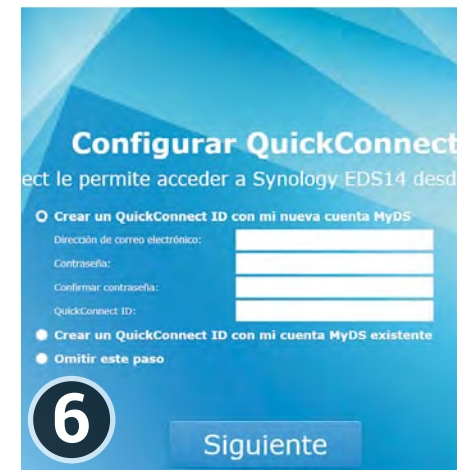 Configurar QuickConnect
ect le permite acceder a Synology EDS14 desd
Crear un QuickConnect ID con mi nueva cuenta MyDS
Dirección de correo electrónico:
Contraseña:
Confirmar contraseña:
QuickConnect ID:
Crear un QuickConnect ID con mi cuenta MyDS existente
Omitir este paso
6
Siguiente